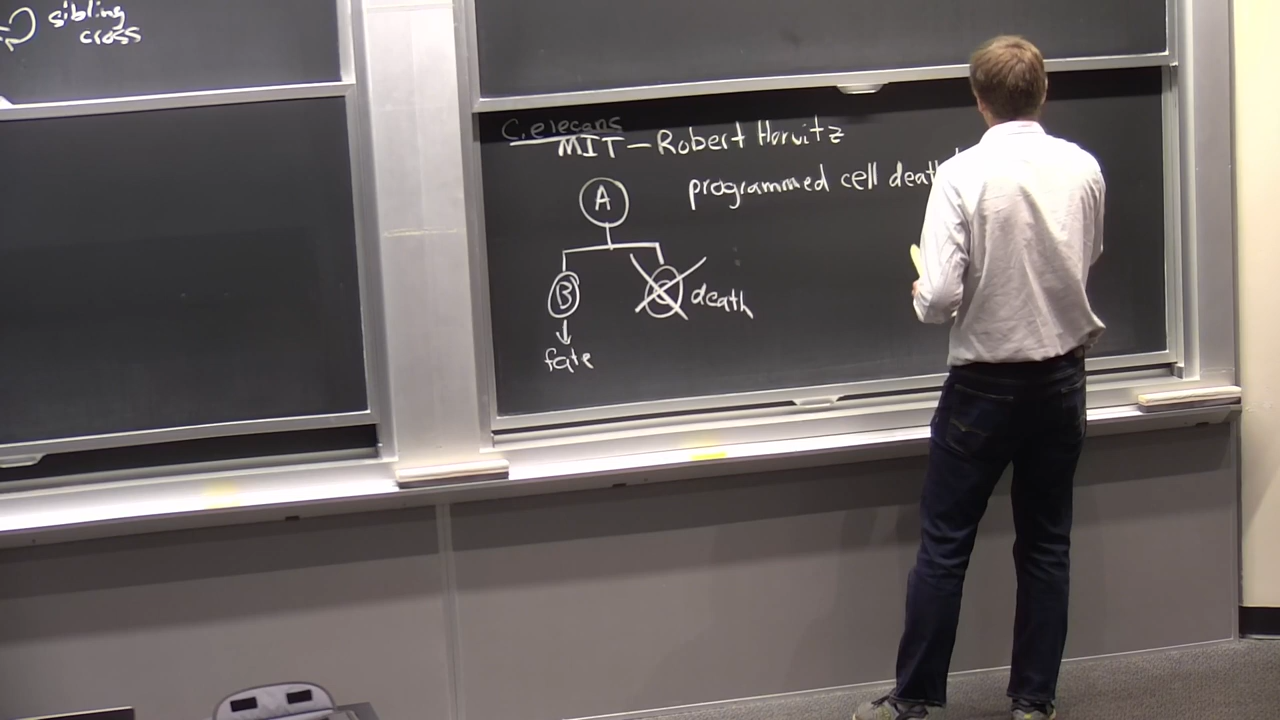 sibling
cross
C.elegans
MIT – Robert Horvitz
programmed cell death
A
B
C
death
fate